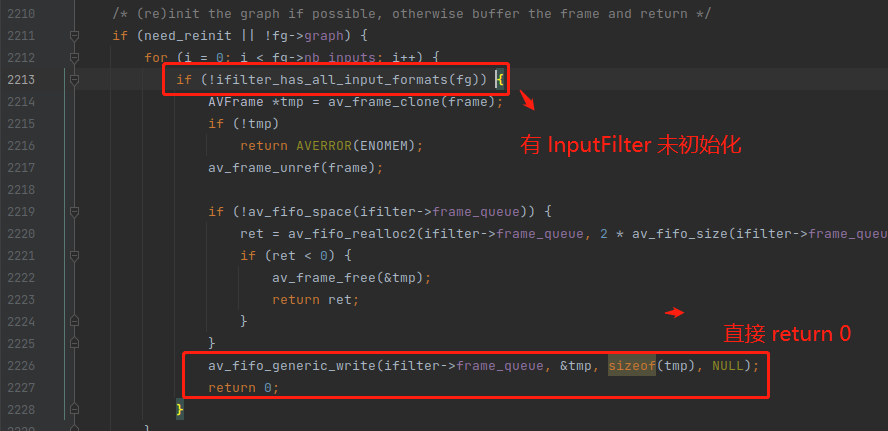 2210 /* (re)init the graph if possible, otherwise buffer the frame and return */
2211 if (need_reinit || !fg->graph) {
2212 for (i = 0; i < fg->nb_inputs; i++) {
2213 if (!ifilter_has_all_input_formats(fg)) {
2214 AVFrame *tmp = av_frame_clone(frame);
2215 if (!tmp)
2216 return AVERROR(ENOMEM);
有 InputFilter 未初始化
2217 av_frame_unref(frame);
2218
2219 if (!av_fifo_space(ifilter->frame_queue)) {
2220 ret = av_fifo_realloc2(ifilter->frame_queue, 2 * av_fifo_size(ifilter->frame_queu
2221 if (ret < 0) {
2222 av_frame_free(&tmp);
2223 return ret;
2224 }
直接 return 0
2225 }
2226 av_fifo_generic_write(ifilter->frame_queue, &tmp, sizeof(tmp), NULL);
2227 return 0;
2228 }